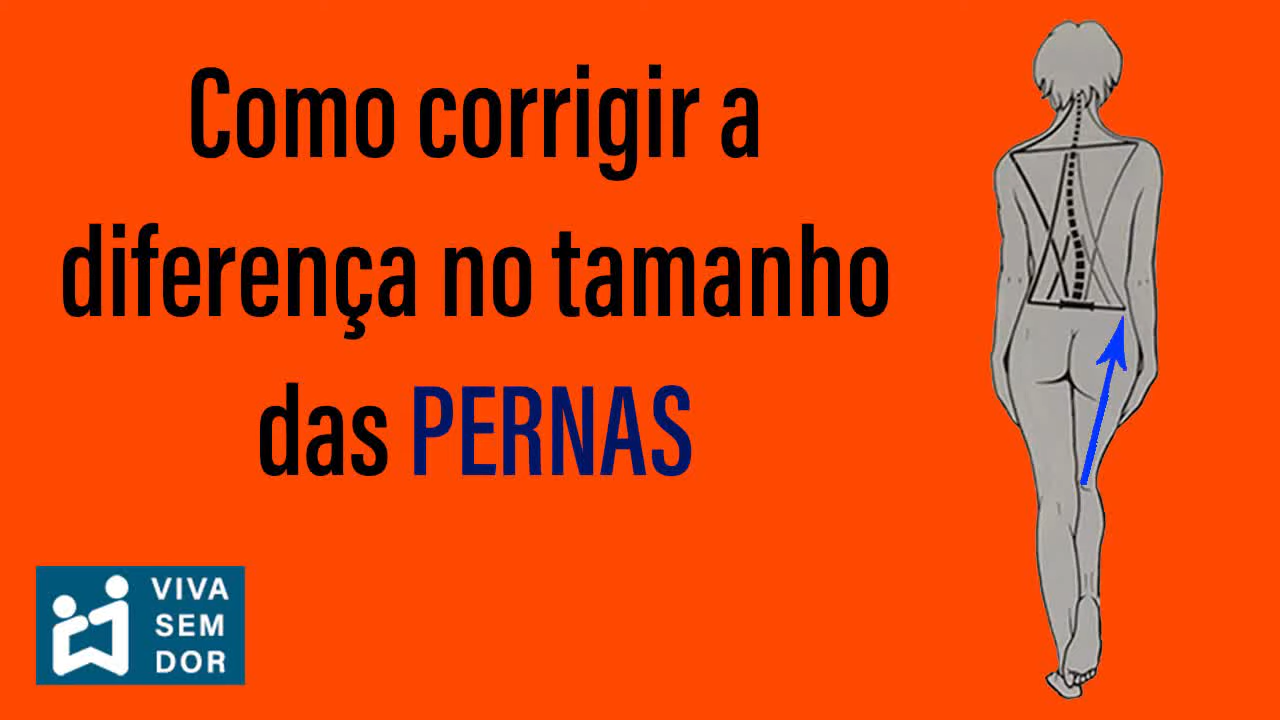 Como corrigir a
diferença no tamanho
das PERNAS
VIVA
SEM
DOR